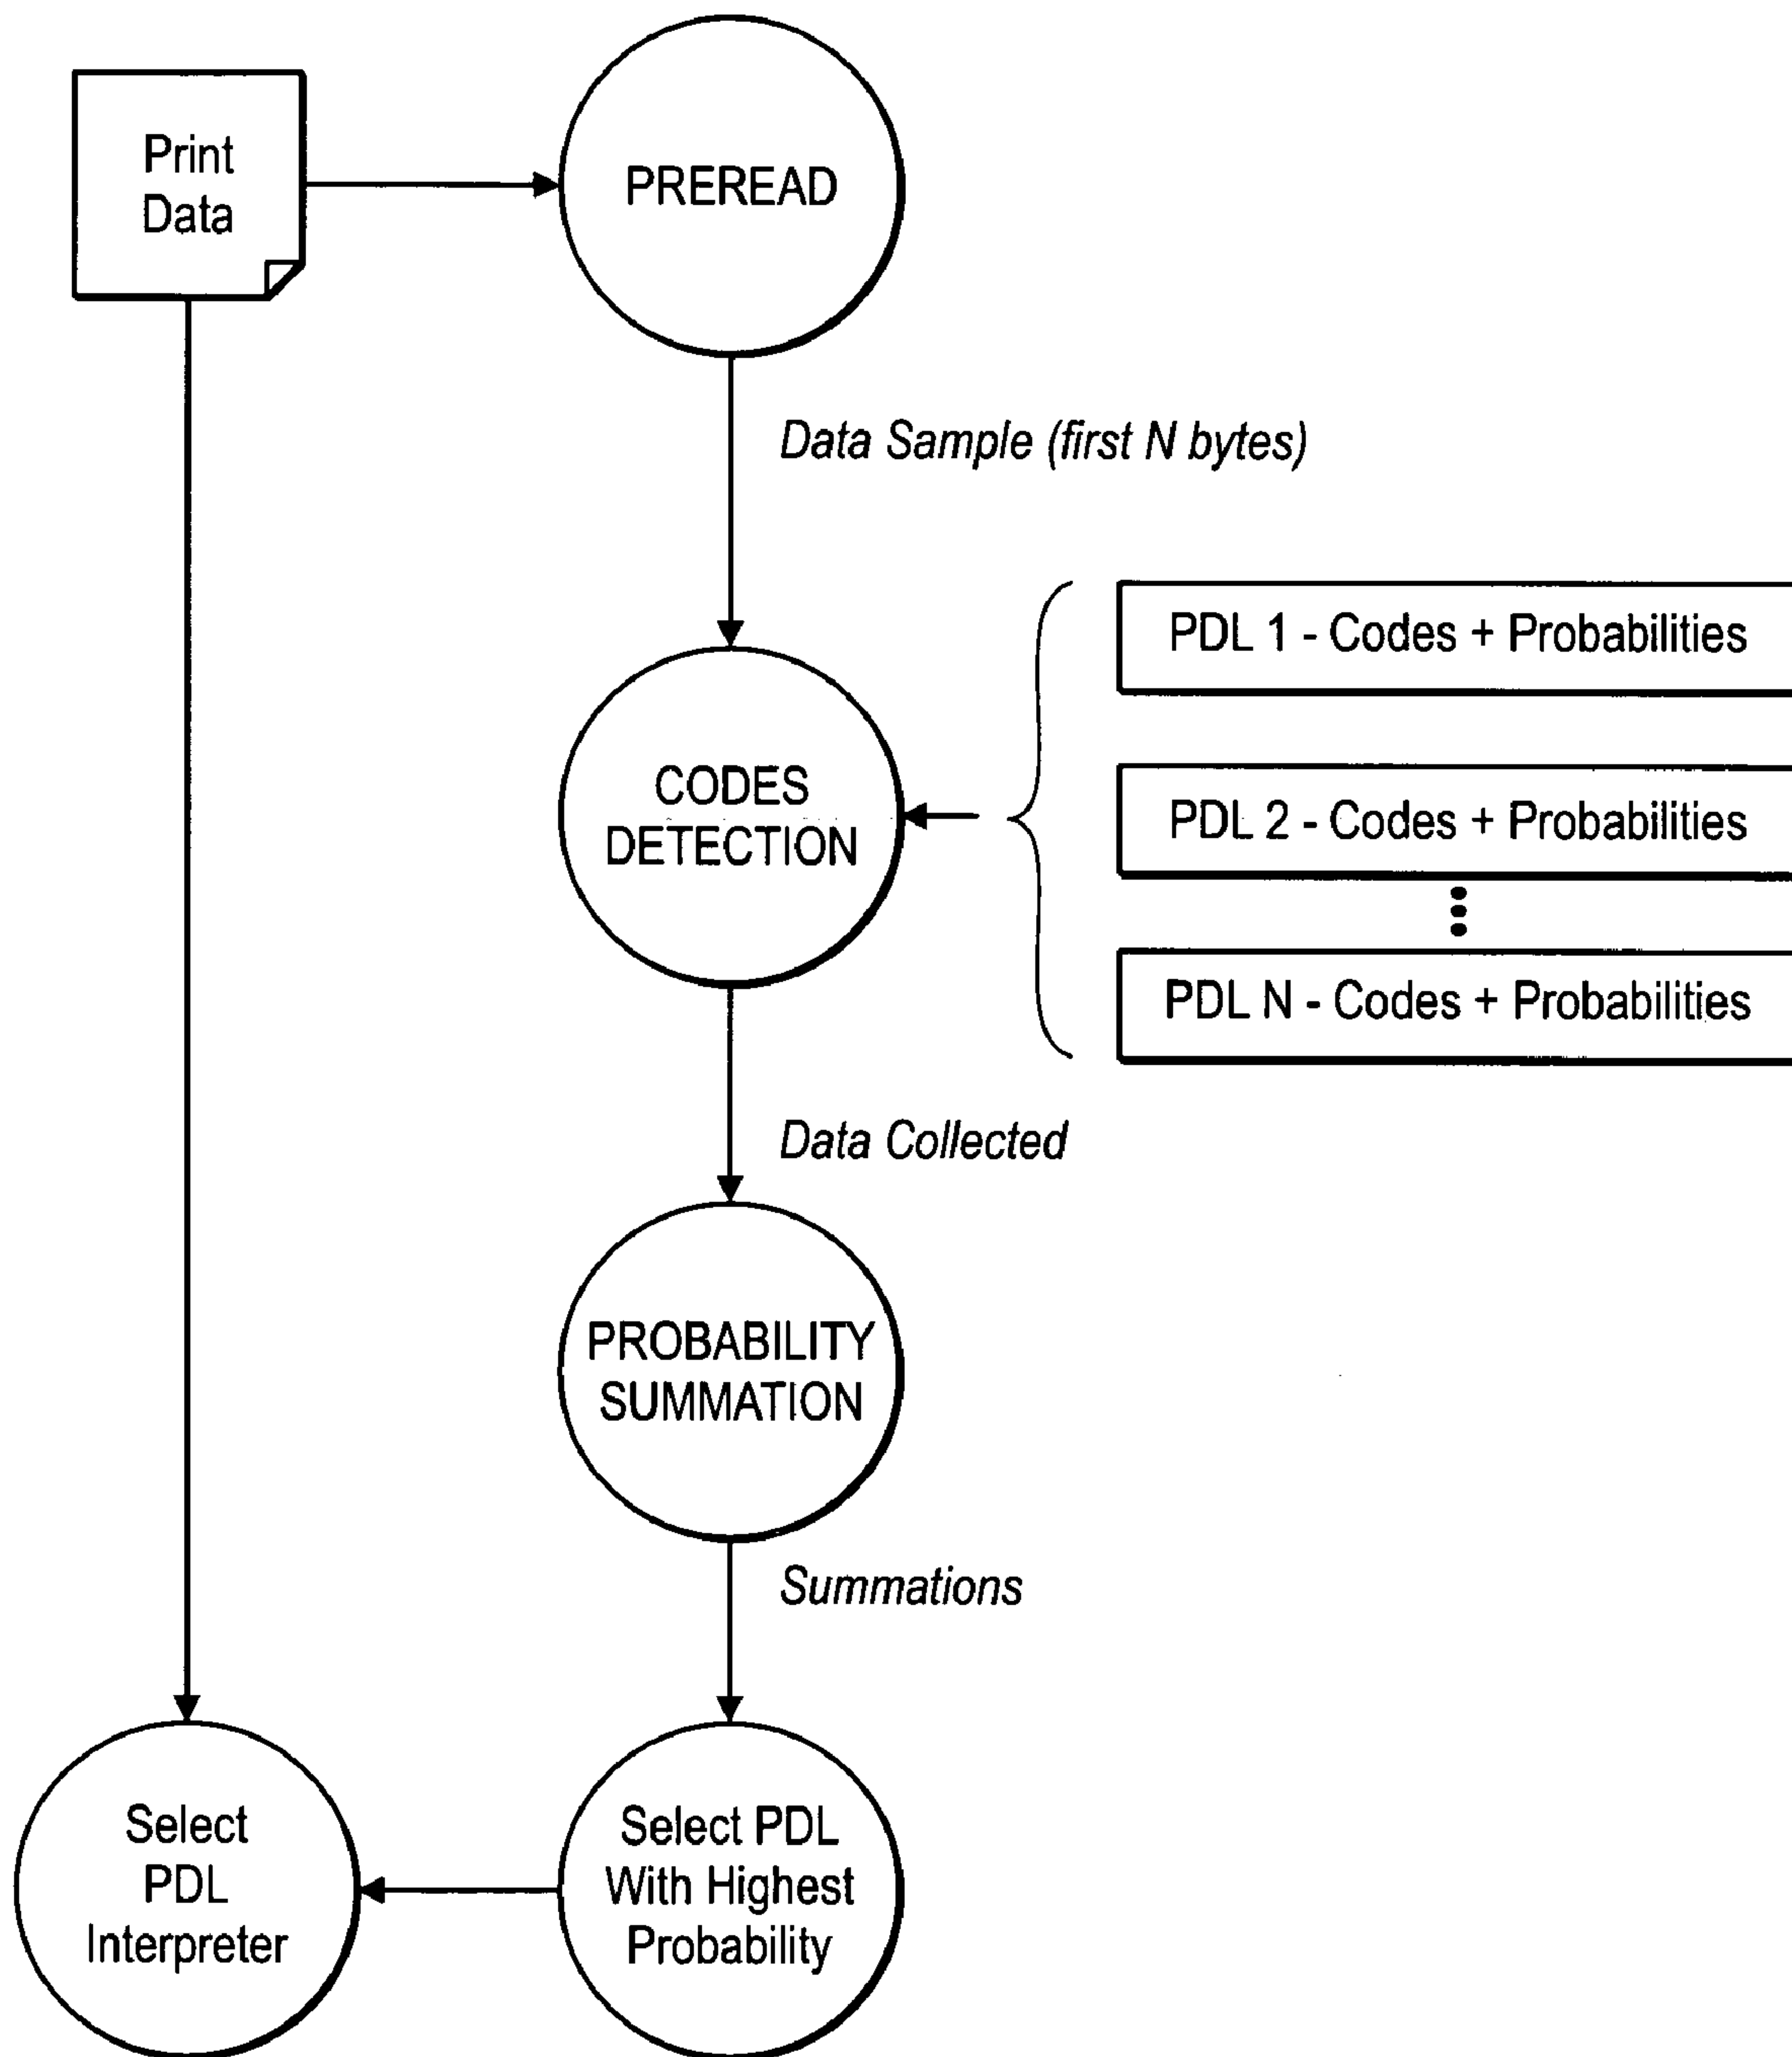 Print
Data
PREREAD
Data Sample (first N bytes)
CODES
DETECTION
PDL 1 - Codes + Probabilities
PDL 2 - Codes + Probabilities
PDL N - Codes + Probabilities
Data Collected
PROBABILITY
SUMMATION
Summations
Select
PDL
Interpreter
Select PDL
With Highest
Probability